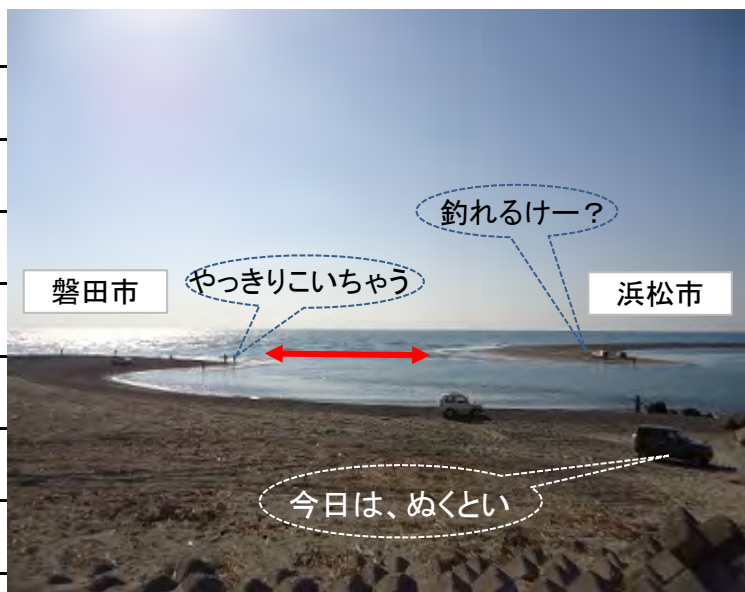 釣れるけー？
やっきりこいちゃう
磐田市
浜松市
今日は、ぬくとい